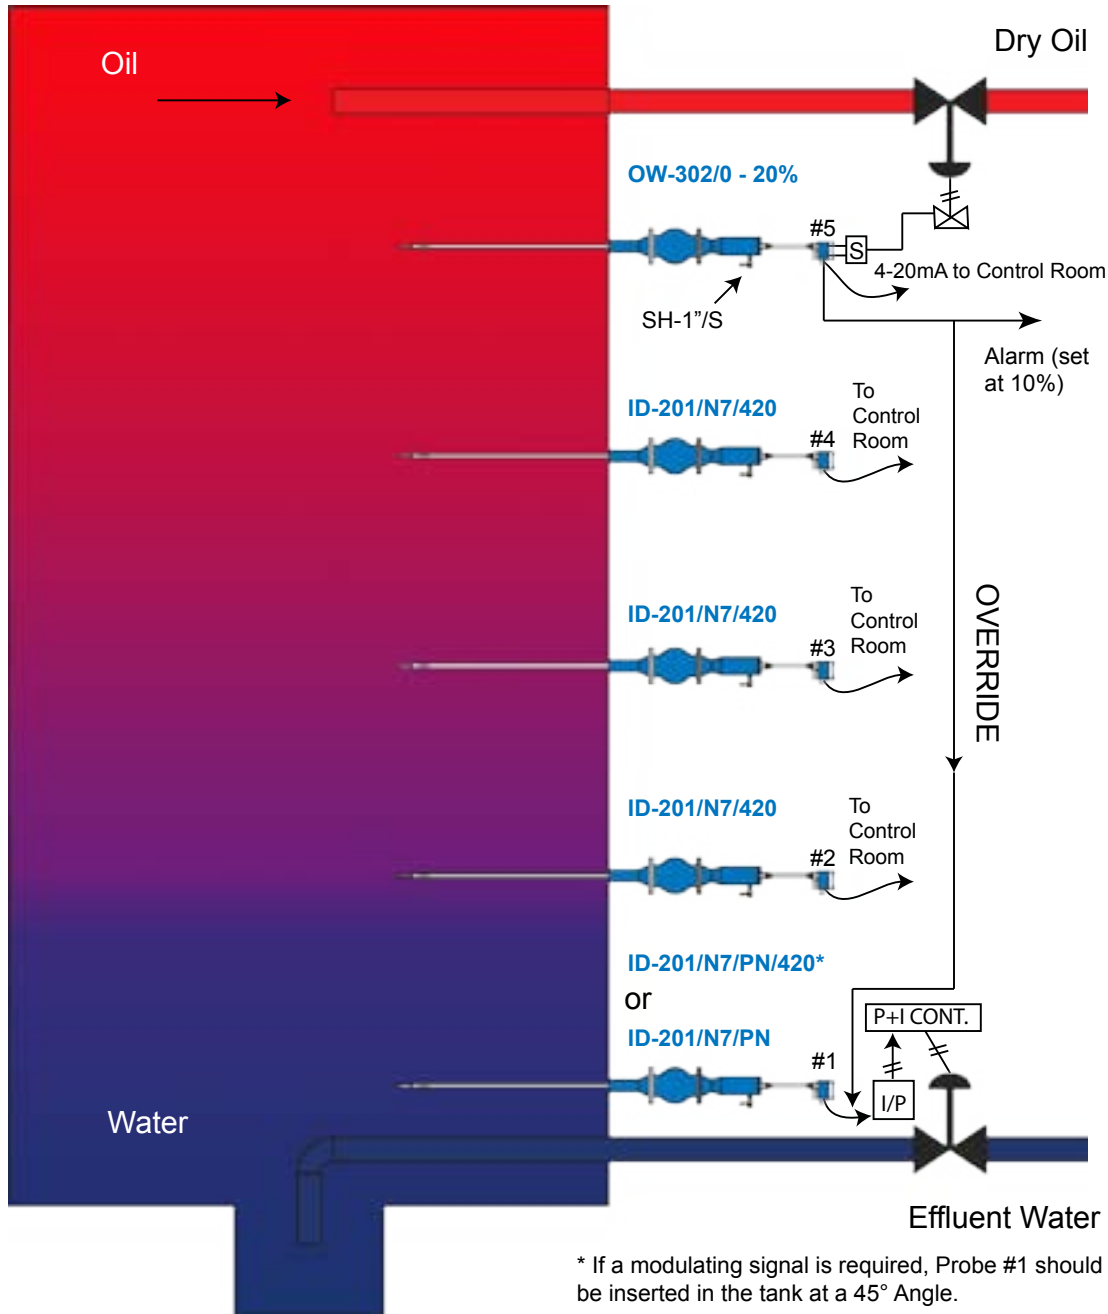 Oil
Dry Oil
OW-302/0 - 20%
#5
S
4-20mA to Control Room
SH-1"/S
Alarm (set
at 10%)
ID-201/N7/420
#4
To
Control
Room
ID-201/N7/420
#3
To
Control
Room
OVERRIDE
ID-201/N7/420
#2
To
Control
Room
ID-201/N7/PN/420*
or
ID-201/N7/PN
#1
P+I CONT.
I/P
Water
Effluent Water
* If a modulating signal is required, Probe #1 should
be inserted in the tank at a 45° Angle.